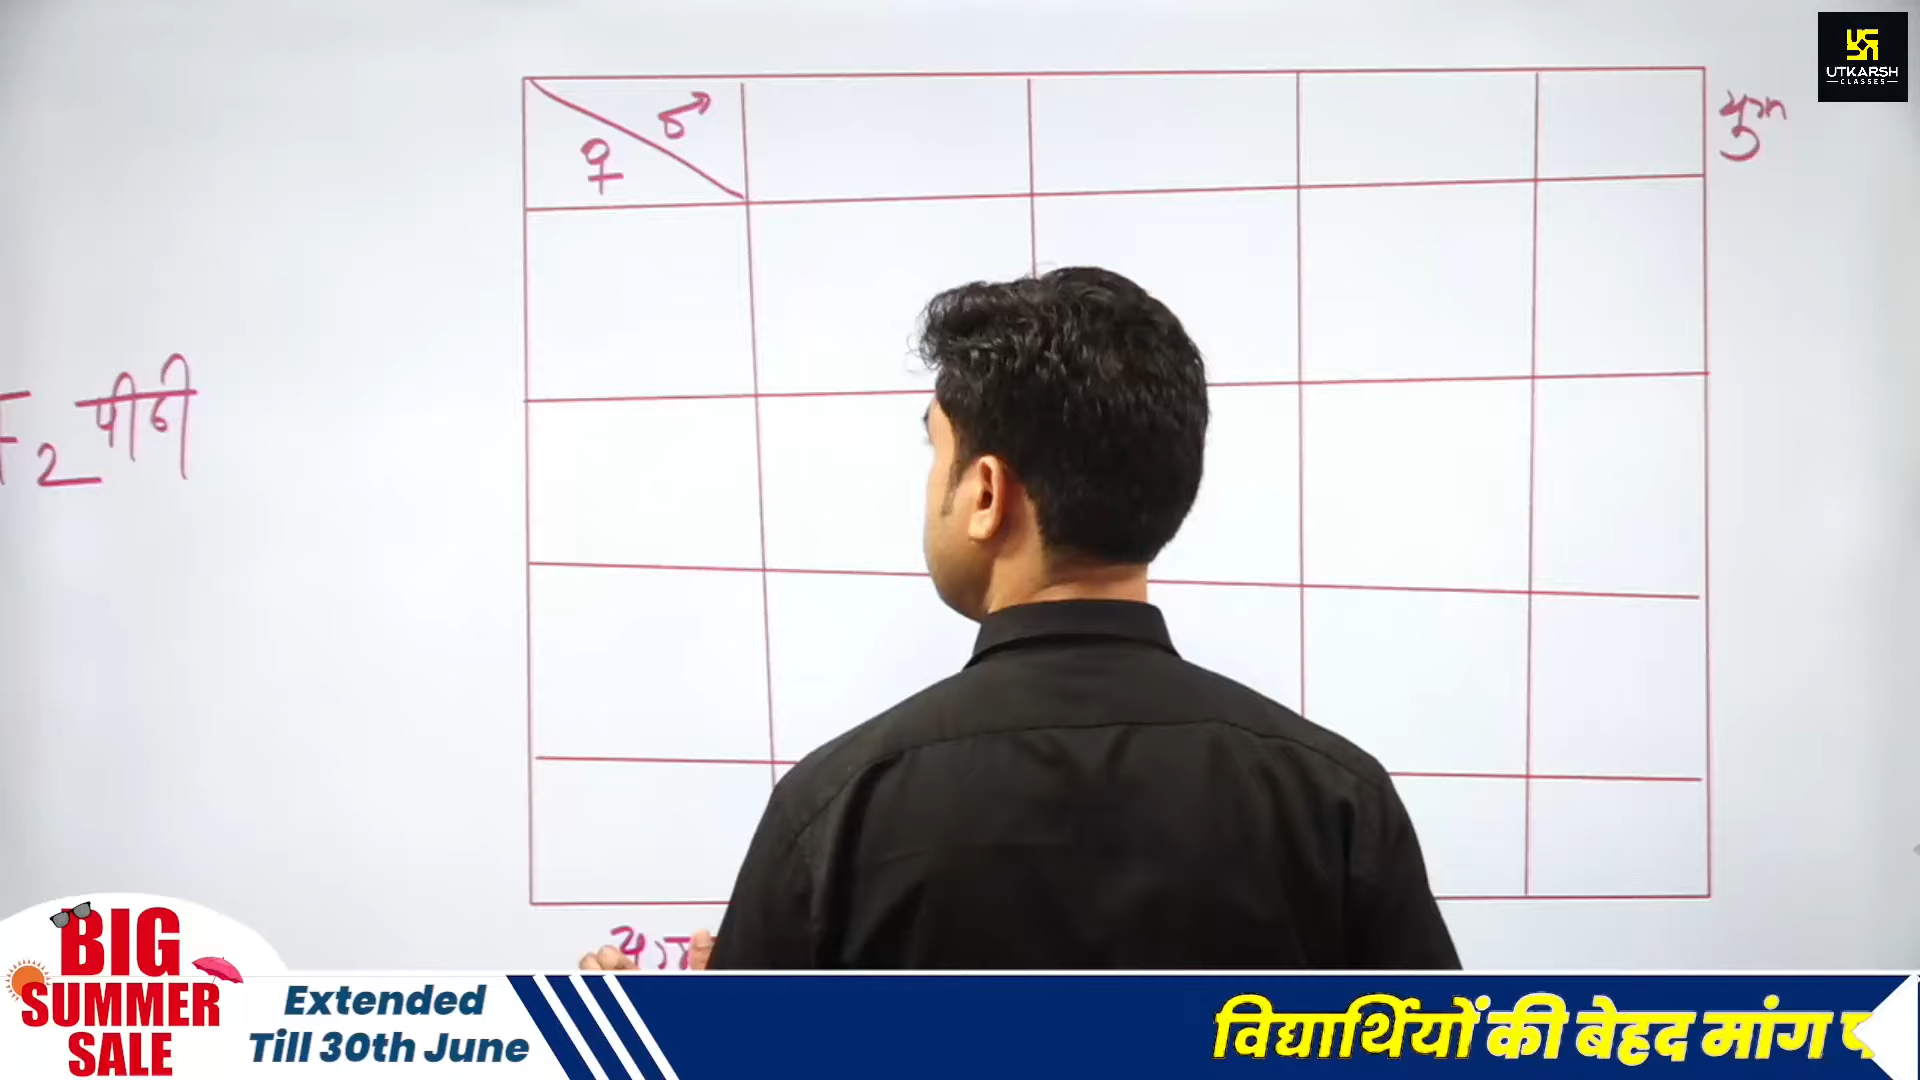 UTKARSH
CLASSES
♂
♀
F₂ पीढी
BIG
SUMMER
SALE
Extended
Till 30th June
विद्यार्थियों की बेहद मांग प